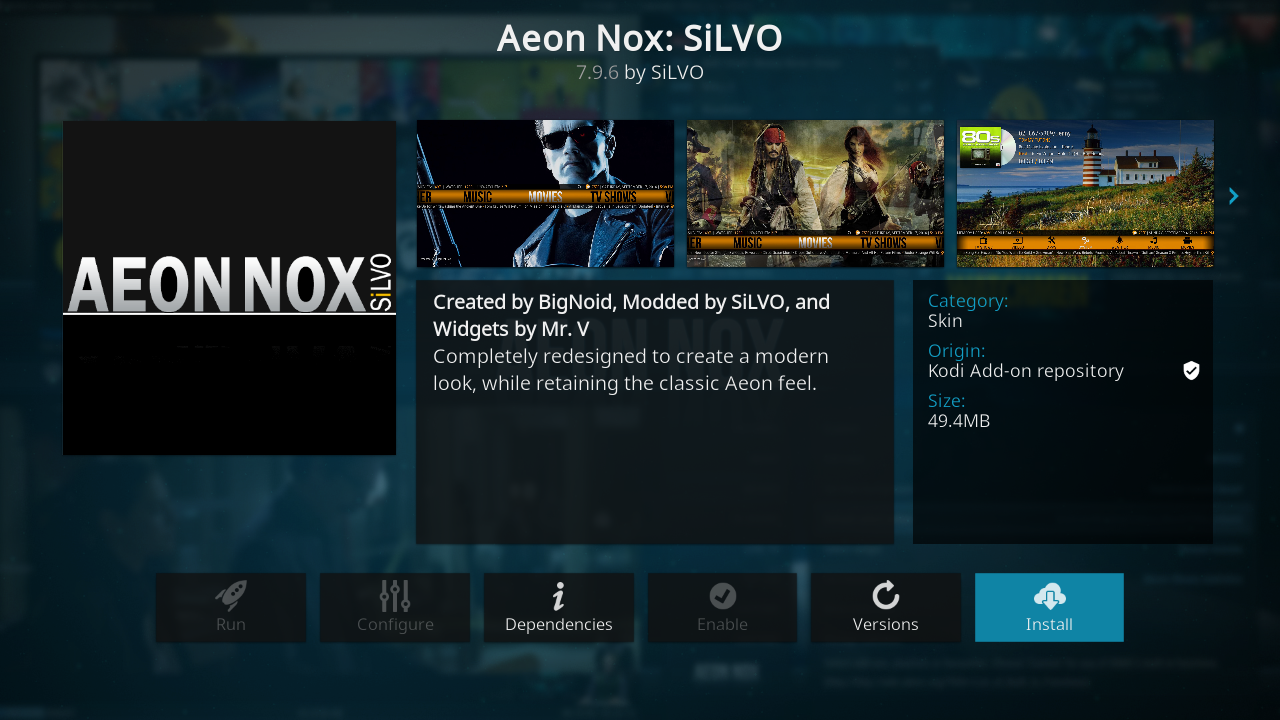 Aeon Nox: SiLVO
7.9.6 by SiLVO
AEON NOX SiLVO
ER MUSIC MOVIES TV SHOWS
ER MUSIC MOVIES TV SHOWS
80s
Created by BigNoid, Modded by SiLVO, and
Widgets by Mr. V
Completely redesigned to create a modern
look, while retaining the classic Aeon feel.
Category:
Skin
Origin:
Kodi Add-on repository
Size:
49.4MB
Run
Configure
Dependencies
Enable
Versions
Install